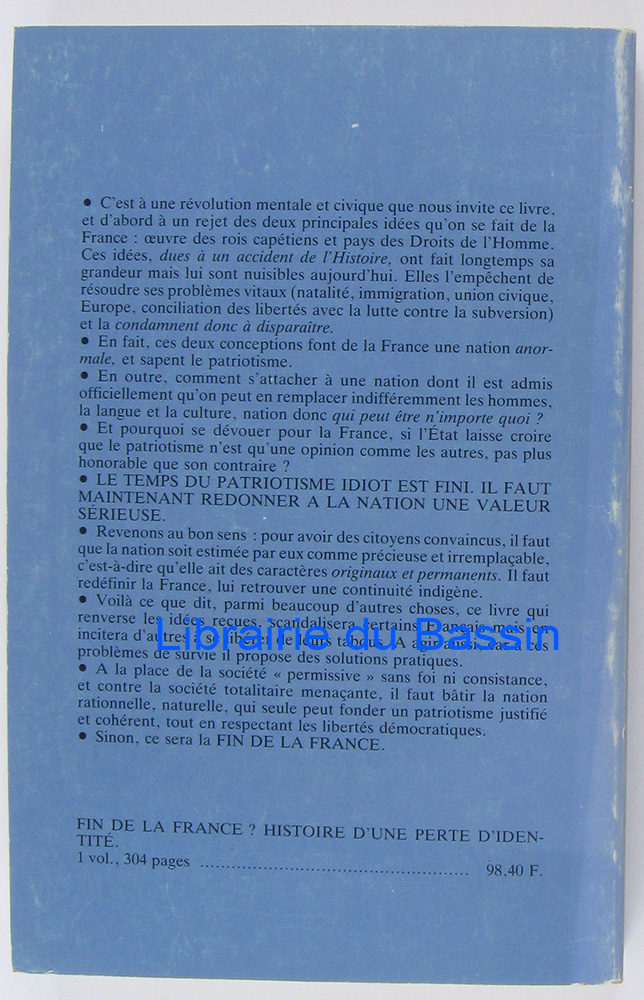 • C'est à une révolution mentale et civique que nous invite ce livre,
et d'abord à un rejet des deux principales idées qu'on se fait de la
France : œuvre des rois capétiens et pays des Droits de l'Homme.
Ces idées, dues à un accident de l'Histoire, ont fait longtemps sa
grandeur mais lui sont nuisibles aujourd'hui. Elles l'empêchent de
résoudre ses problèmes vitaux (natalité, immigration, union civique,
Europe, conciliation des libertés avec la lutte contre la subversion)
et la condamnent donc à disparaître.
• En fait, ces deux conceptions font de la France une nation anor-
male, et sapent le patriotisme.
• En outre, comment s'attacher à une nation dont il est admis
officiellement qu'on peut en remplacer indifféremment les hommes,
la langue et la culture, nation donc qui peut être n'importe quoi ?
• Et pourquoi se dévouer pour la France, si l'État laisse croire
que le patriotisme n'est qu'une opinion comme les autres, pas plus
honorable que son contraire ?
• LE TEMPS DU PATRIOTISME IDIOT EST FINI. IL FAUT
MAINTENANT REDONNER A LA NATION UNE VALEUR
SÉRIEUSE.
• Revenons au bon sens : pour avoir des citoyens convaincus, il faut
que la nation soit estimée par eux comme précieuse et irremplaçable,
c'est-à-dire qu'elle ait des caractères originaux et permanents. Il faut
redéfinir la France, lui retrouver une continuité indigène.
• Voilà ce que dit, parmi beaucoup d'autres choses, ce livre qui
renverse les idées reçues, scandalisera certains Français mais en
incitera d'autres à se libérer de leurs tabous. A agir aussi, car à ces
problèmes de survie il propose des solutions pratiques.
Librairie du Bassin
• A la place de la société « permissive » sans foi ni consistance,
et contre la société totalitaire menaçante, il faut bâtir la nation
rationnelle, naturelle, qui seule peut fonder un patriotisme justifié
et cohérent, tout en respectant les libertés démocratiques.
• Sinon, ce sera la FIN DE LA FRANCE.
FIN DE LA FRANCE ? HISTOIRE D'UNE PERTE D'IDEN-
TITÉ.
1 vol., 304 pages .................................................. 98,40 F.